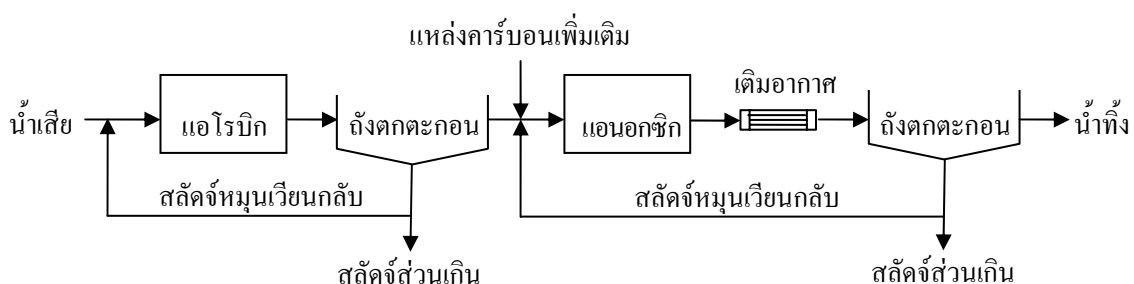 แหล่งคาร์บอนเพิ่มเติม
เติมอากาศ
น้ำเสีย
แอโรบิก
ถังตกตะกอน
แอนอกซิก
ถังตกตะกอน
น้ำทิ้ง
สลัดจ์หมุนเวียนกลับ
สลัดจ์หมุนเวียนกลับ
สลัดจ์ส่วนเกิน
สลัดจ์ส่วนเกิน